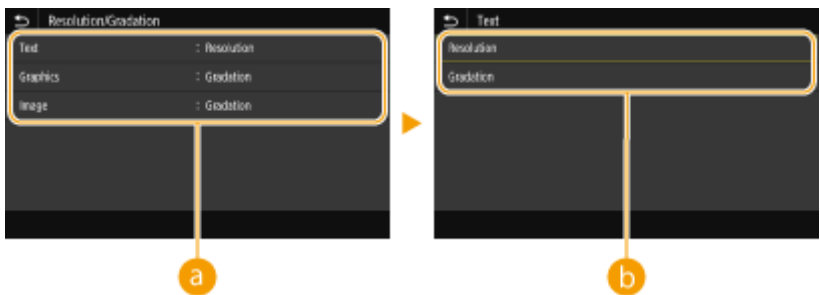 Resolution/Gradation
Text : Resolution
Graphics : Gradation
Image : Gradation
a
Text
Resolution
Gradation
b